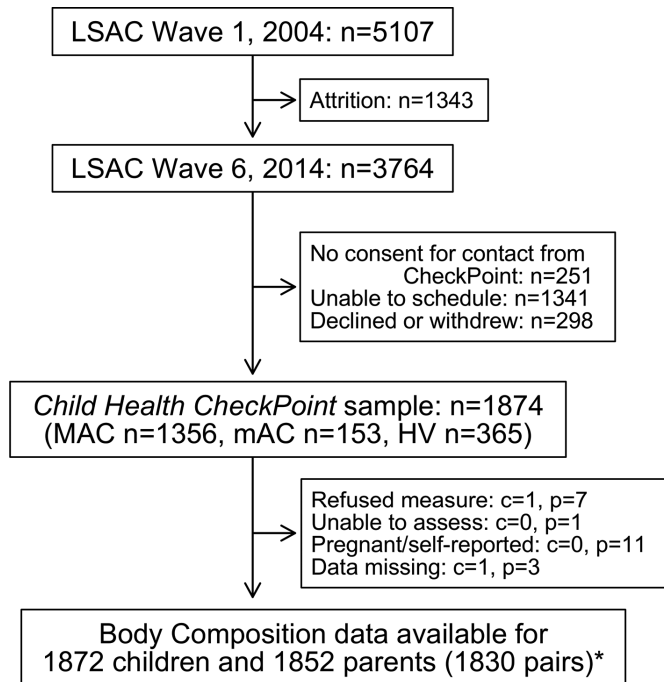 LSAC Wave 1, 2004: n=5107
Attrition: n=1343
LSAC Wave 6, 2014: n=3764
No consent for contact from
CheckPoint: n=251
Unable to schedule: n=1341
Declined or withdrew: n=298
Child Health CheckPoint sample: n=1874
(MAC n=1356, mAC n=153, HV n=365)
Refused measure: c=1, p=7
Unable to assess: c=0, p=1
Pregnant/self-reported: c=0, p=11
Data missing: c=1, p=3
Body Composition data available for
1872 children and 1852 parents (1830 pairs)*